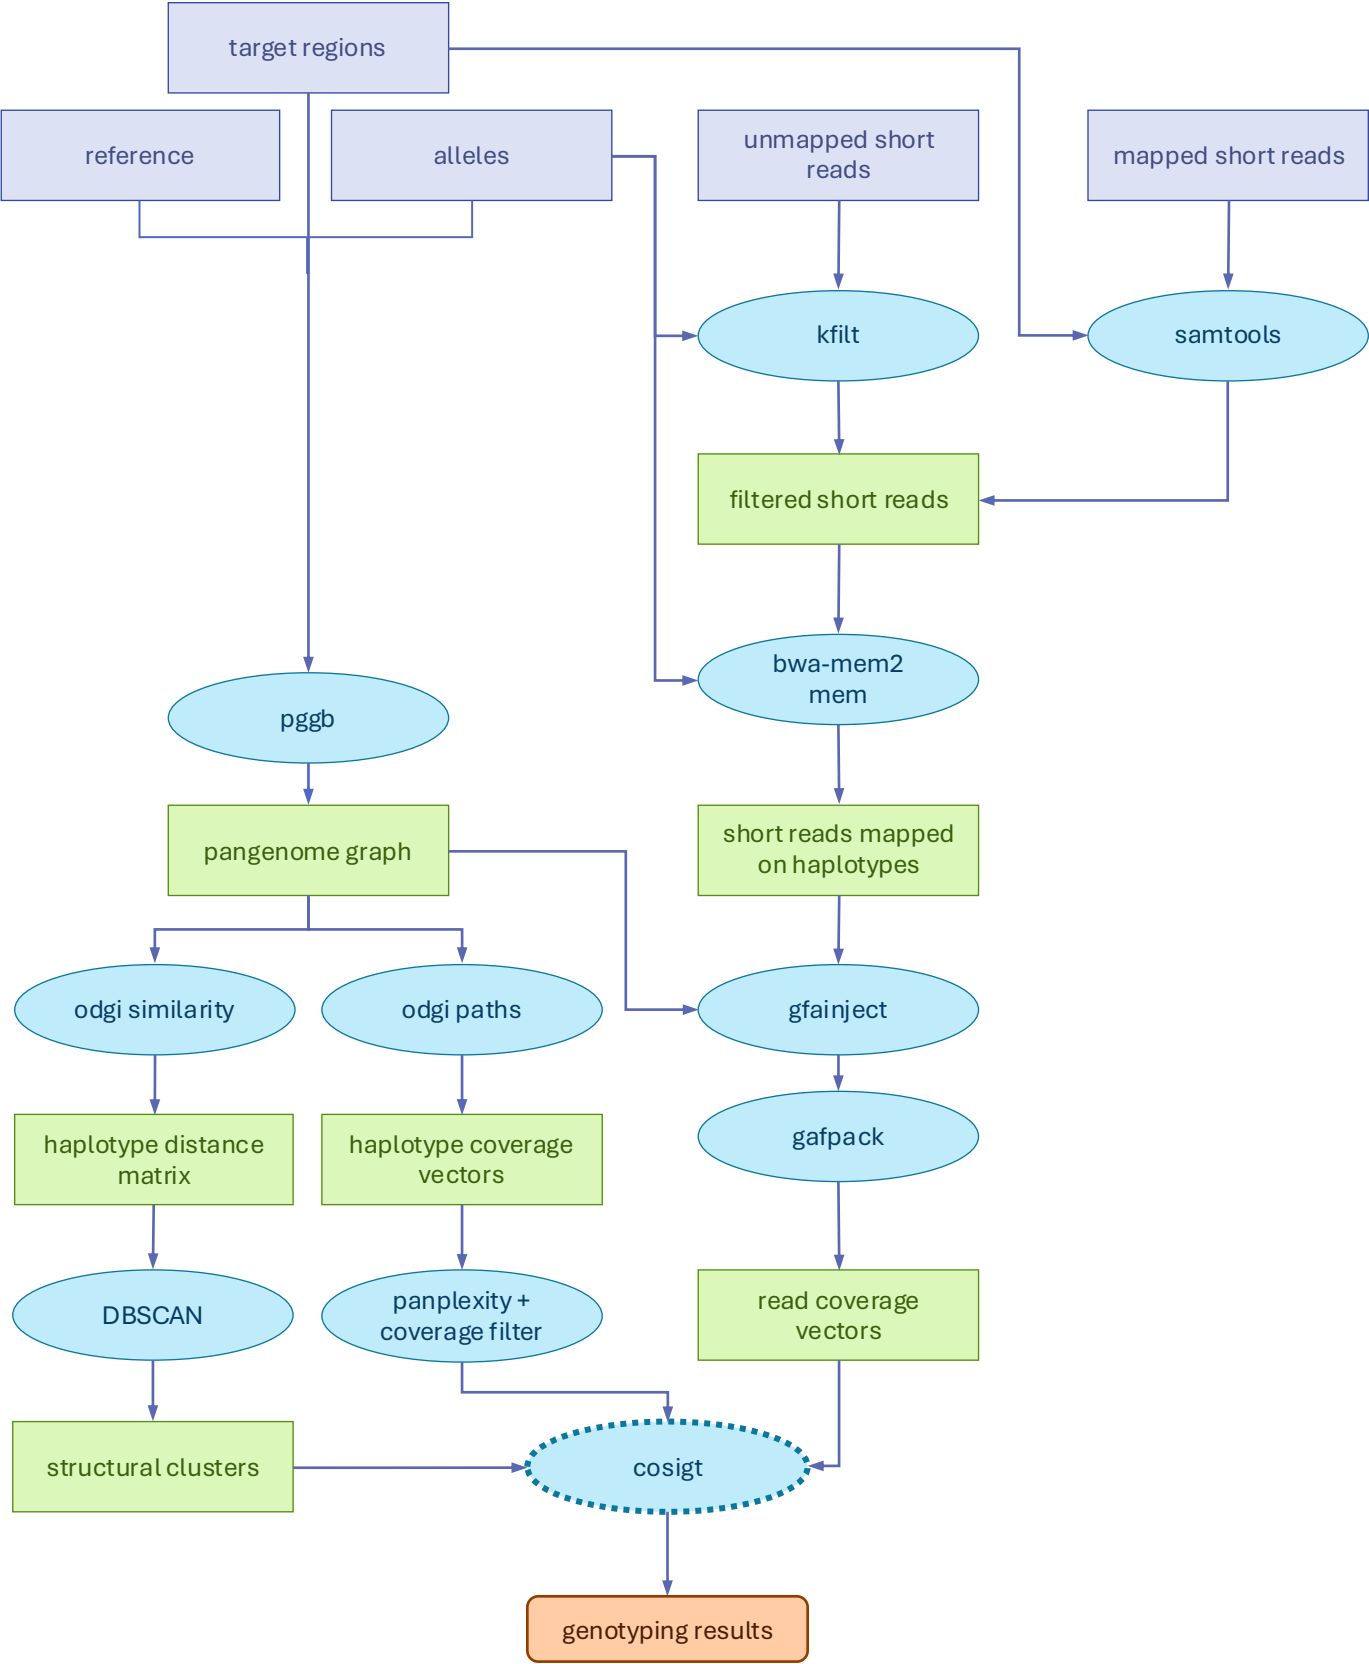 target regions
reference
alleles
unmapped short
reads
mapped short reads
kfilt
samtools
filtered short reads
bwa-mem2
mem
pggb
pangenome graph
short reads mapped
on haplotypes
odgi similarity
odgi paths
gfainject
haplotype distance
matrix
haplotype coverage
vectors
gafpack
DBSCAN
panplexity +
coverage filter
read coverage
vectors
structural clusters
cosigt
genotyping results